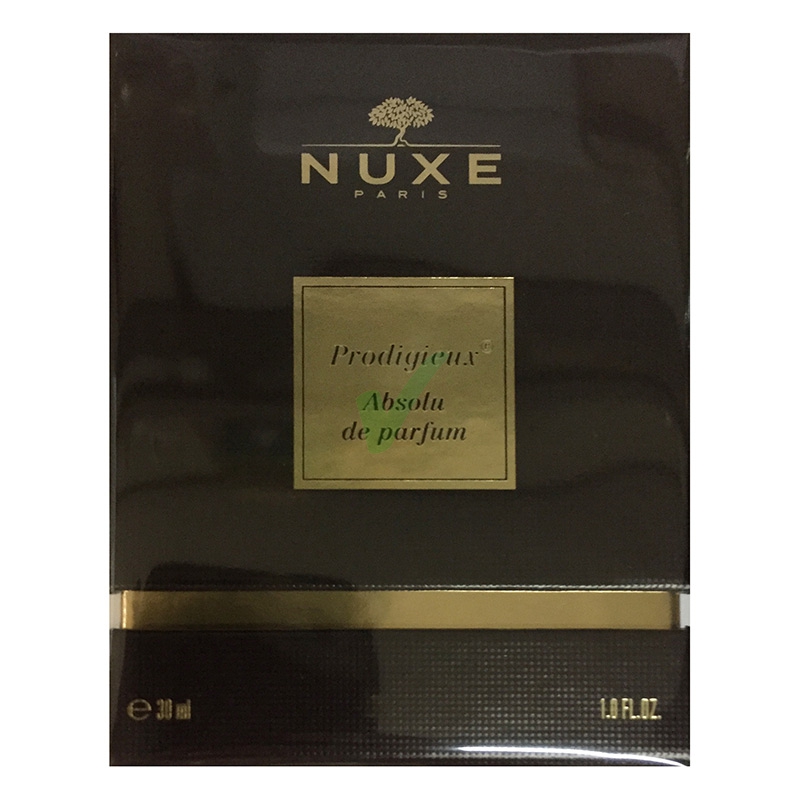 NUXE
PARIS
Prodigieux®
Absolu
de parfum
℮ 30 ml
1.0 FL.OZ.